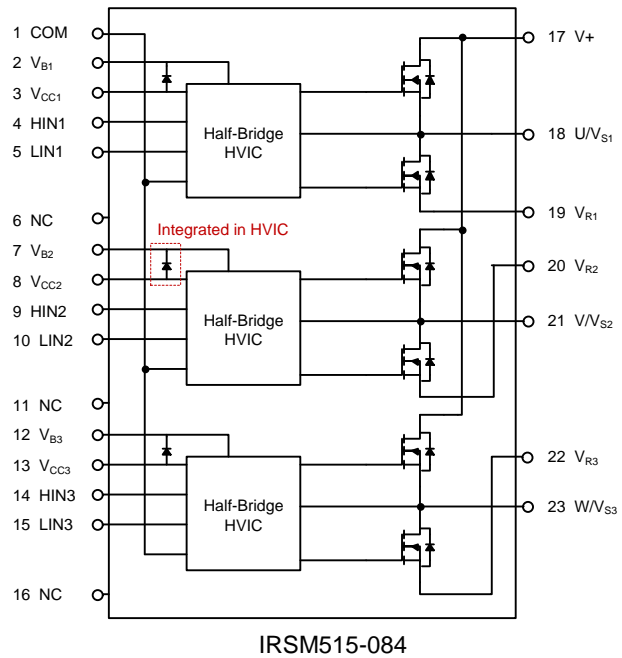 1 COM
2 VB1
3 VCC1
4 HIN1
5 LIN1
6 NC
7 VB2
8 VCC2
9 HIN2
10 LIN2
11 NC
12 VB3
13 VCC3
14 HIN3
15 LIN3
16 NC
Half-Bridge
HVIC
Integrated in HVIC
Half-Bridge
HVIC
Half-Bridge
HVIC
17 V+
18 U/VS1
19 VR1
20 VR2
21 V/VS2
22 VR3
23 W/VS3
IRSM515-084